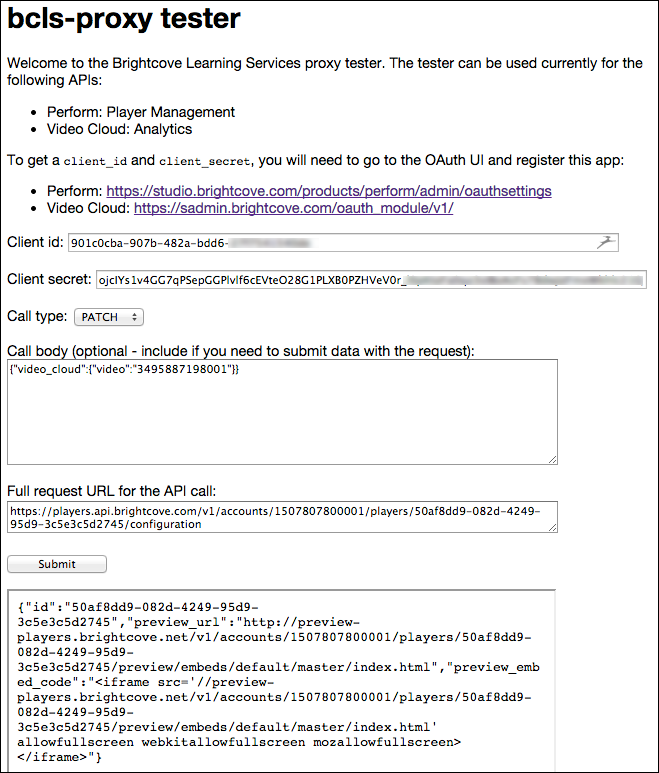 bcls-proxy tester
Welcome to the Brightcove Learning Services proxy tester. The tester can be used currently for the
following APIs:
• Perform: Player Management
• Video Cloud: Analytics
To get a client_id and client_secret, you will need to go to the OAuth UI and register this app:
• Perform: https://studio.brightcove.com/products/perform/admin/oauthsettings
• Video Cloud: https://sadmin.brightcove.com/oauth_module/v1/
Client id: 901c0cba-907b-482a-bdd6-
Client secret: ojclYs1v4GG7qPSepGGPlvlf6cEVteO28G1PLXB0PZHVeV0r_
Call type: PATCH
Call body (optional - include if you need to submit data with the request):
{"video_cloud":{"video":"3495887198001"}}
Full request URL for the API call:
https://players.api.brightcove.com/v1/accounts/1507807800001/players/50af8dd9-082d-4249-
95d9-3c5e3c5d2745/configuration
Submit
{"id":"50af8dd9-082d-4249-95d9-
3c5e3c5d2745","preview_url":"http://preview-
players.brightcove.net/v1/accounts/1507807800001/players/50af8dd9-
082d-4249-95d9-
3c5e3c5d2745/preview/embeds/default/master/index.html","preview_emb
ed_code":"<iframe src='//preview-
players.brightcove.net/v1/accounts/1507807800001/players/50af8dd9-
082d-4249-95d9-
3c5e3c5d2745/preview/embeds/default/master/index.html'
allowfullscreen webkitallowfullscreen mozallowfullscreen>
</iframe>"}